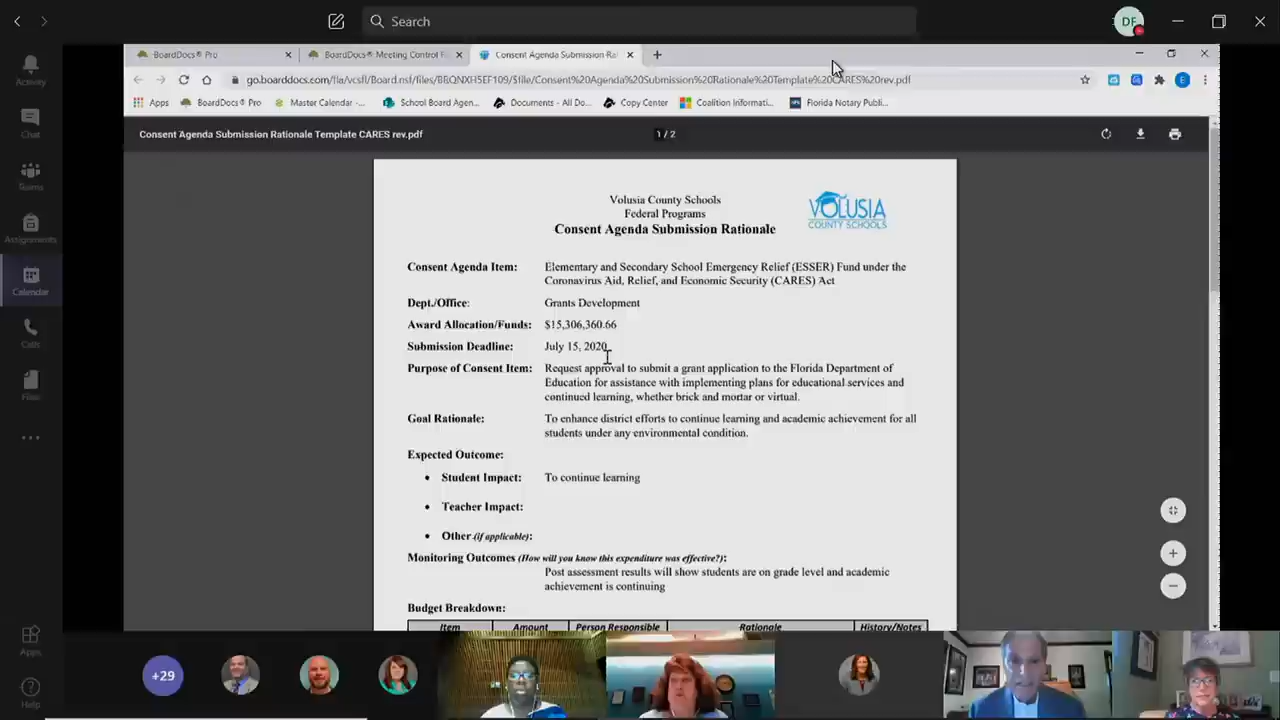 Search
DF
BoardDocs® Pro
BoardDocs® Meeting Control P
Consent Agenda Submission Ra
go.boarddocs.com/fla/vcsfl/Board.nsf/files/BBQNXH5EF109/$file/Consent%20Agenda%20Submission%20Rationale%20Template%20CARES%20rev.pdf
Apps
BoardDocs® Pro
Master Calendar -...
School Board Agen...
Documents - All Do...
Copy Center
Coalition Informati...
Florida Notary Publi...
Consent Agenda Submission Rationale Template CARES rev.pdf
1 / 2
Activity
Chat
Teams
Assignments
Calendar
Calls
Files
Apps
Help
Volusia County Schools
Federal Programs
Consent Agenda Submission Rationale
VOLUSIA
COUNTY SCHOOLS
Consent Agenda Item: Elementary and Secondary School Emergency Relief (ESSER) Fund under the
Coronavirus Aid, Relief, and Economic Security (CARES) Act
Dept./Office: Grants Development
Award Allocation/Funds: $15,306,360.66
Submission Deadline: July 15, 2020
Purpose of Consent Item: Request approval to submit a grant application to the Florida Department of
Education for assistance with implementing plans for educational services and
continued learning, whether brick and mortar or virtual.
Goal Rationale: To enhance district efforts to continue learning and academic achievement for all
students under any environmental condition.
Expected Outcome:
• Student Impact: To continue learning
• Teacher Impact:
• Other (if applicable):
Monitoring Outcomes (How will you know this expenditure was effective?):
Post assessment results will show students are on grade level and academic
achievement is continuing
Budget Breakdown:
Item Amount Person Responsible Rationale History/Notes
+29